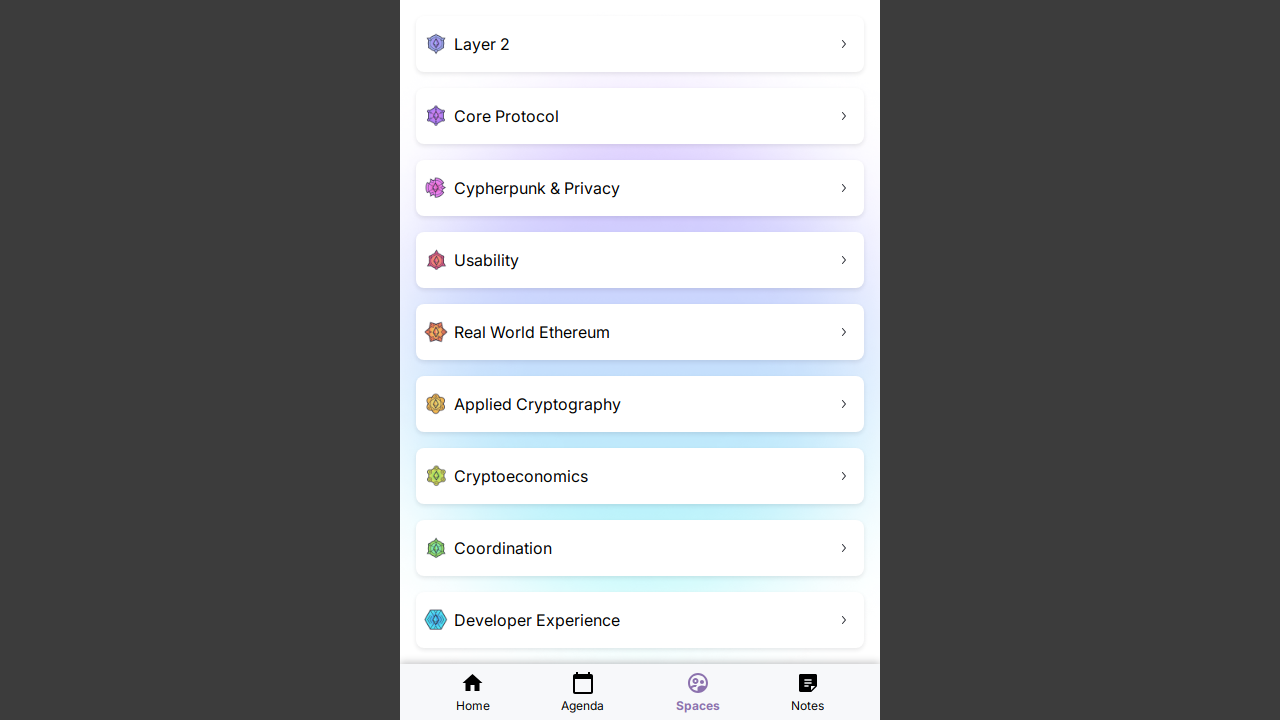 Layer 2
Core Protocol
Cypherpunk & Privacy
Usability
Real World Ethereum
Applied Cryptography
Cryptoeconomics
Coordination
Developer Experience
Home Agenda Spaces Notes